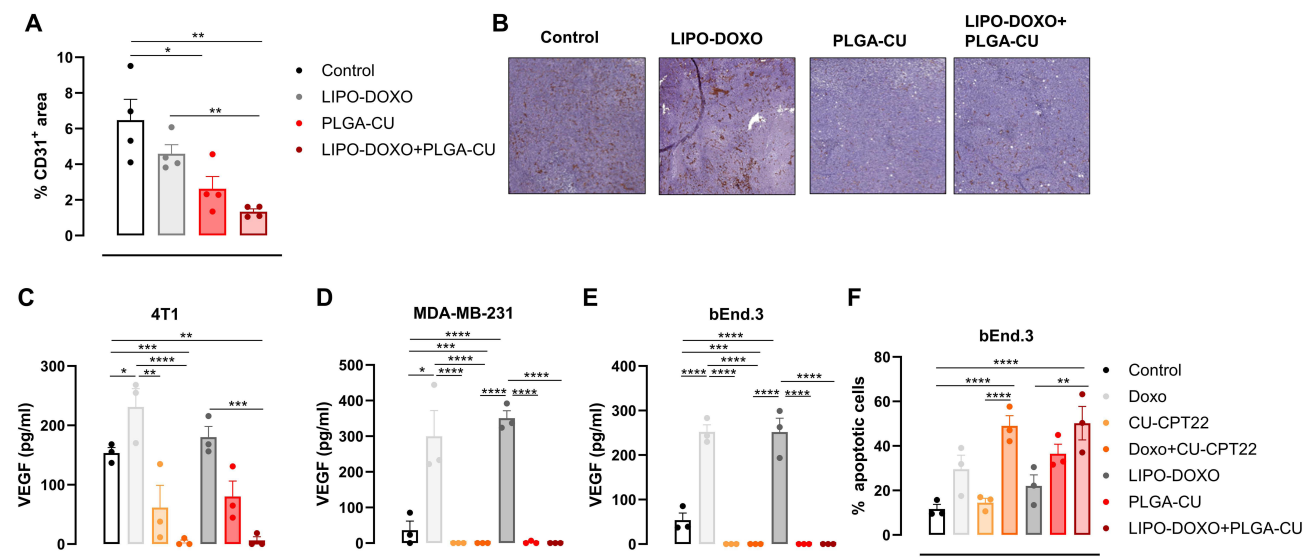 A
B
Control
LIPO-DOXO
PLGA-CU
LIPO-DOXO+
PLGA-CU
% CD31+ area
10
8
6
4
2
0
**
*
**
Control
LIPO-DOXO
PLGA-CU
LIPO-DOXO+PLGA-CU
C
4T1
VEGF (pg/ml)
300
200
100
0
**
***
****
*
**
***
D
MDA-MB-231
VEGF (pg/ml)
500
400
300
200
100
0
****
***
****
*
****
****
****
****
E
bEnd.3
VEGF (pg/ml)
400
300
200
100
0
****
***
****
****
****
****
****
****
F
bEnd.3
% apoptotic cells
80
60
40
20
0
****
****
**
****
Control
Doxo
CU-CPT22
Doxo+CU-CPT22
LIPO-DOXO
PLGA-CU
LIPO-DOXO+PLGA-CU